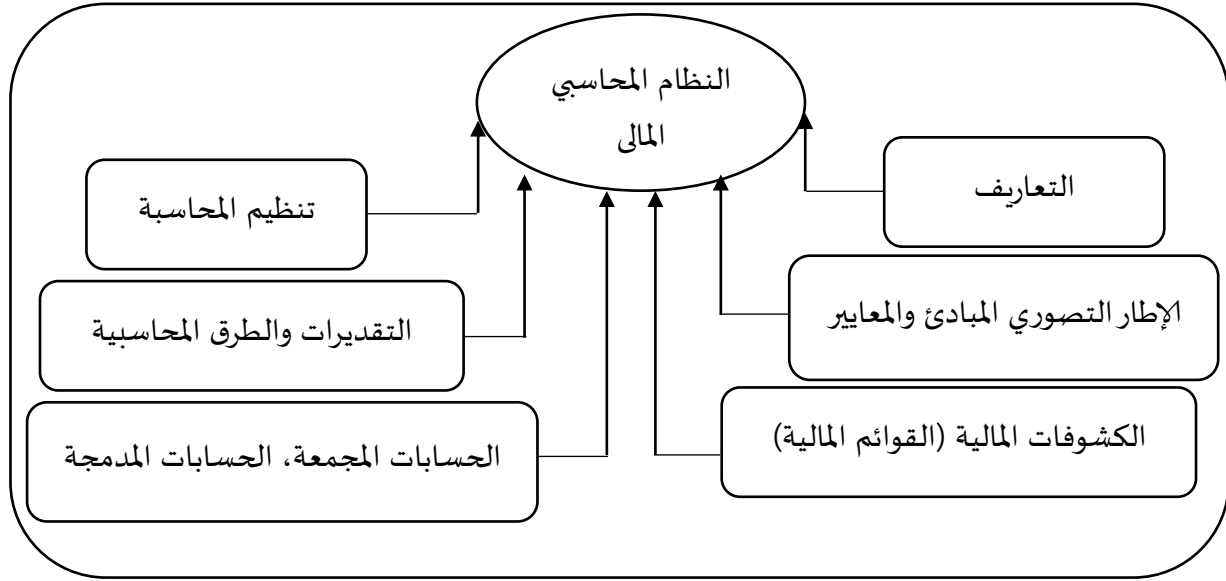 النظام المحاسبي
المالى
التعاريف
تنظيم المحاسبة
الإطار التصوري المبادئ والمعايير
التقديرات والطرق المحاسبية
الكشوفات المالية (القوائم المالية)
الحسابات المجمعة، الحسابات المدمجة